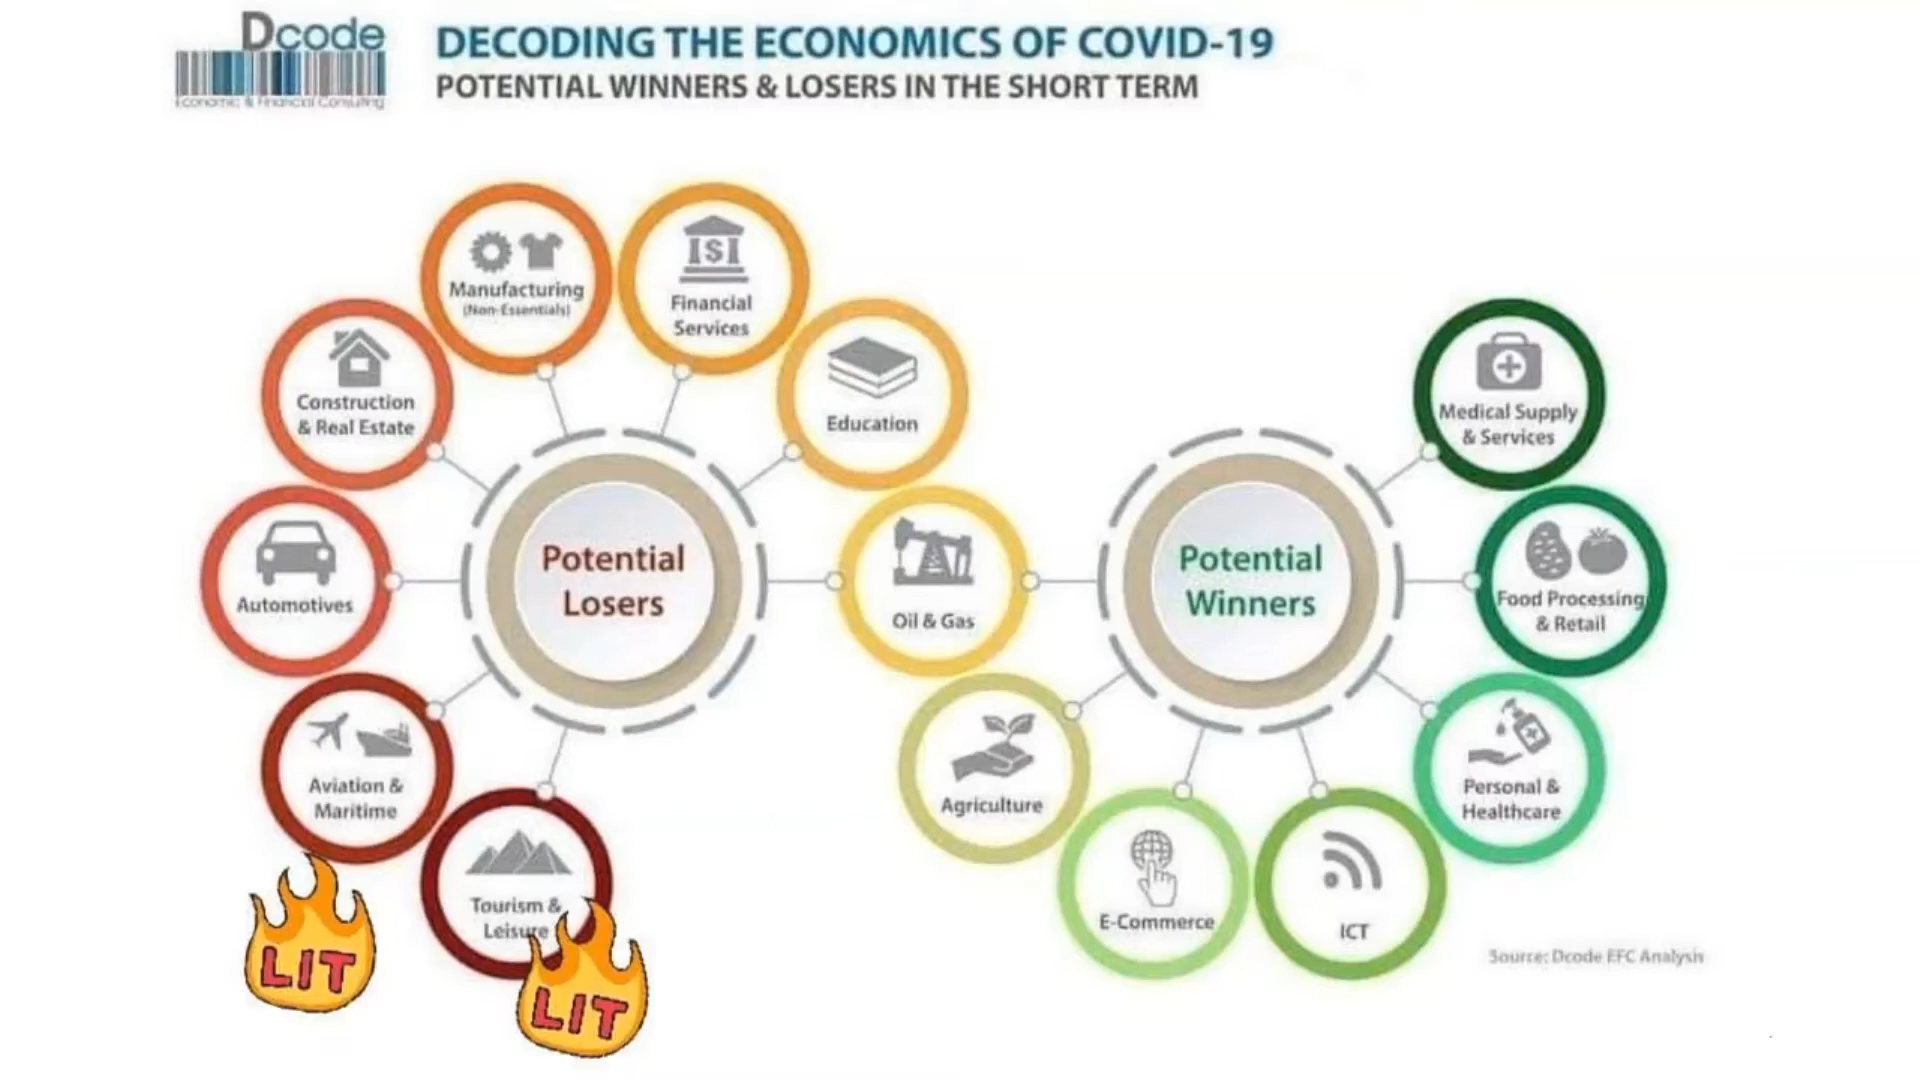 Dcode
Economic & Financial Consulting
DECODING THE ECONOMICS OF COVID-19
POTENTIAL WINNERS & LOSERS IN THE SHORT TERM
Potential
Losers
Tourism &
Leisure
Aviation &
Maritime
Automotives
Construction
& Real Estate
Manufacturing
(Non-Essentials)
$
Financial
Services
Education
Oil & Gas
Potential
Winners
Agriculture
E-Commerce
ICT
Personal &
Healthcare
Food Processing
& Retail
Medical Supply
& Services
LIT
LIT
Source: Dcode EFC Analysis